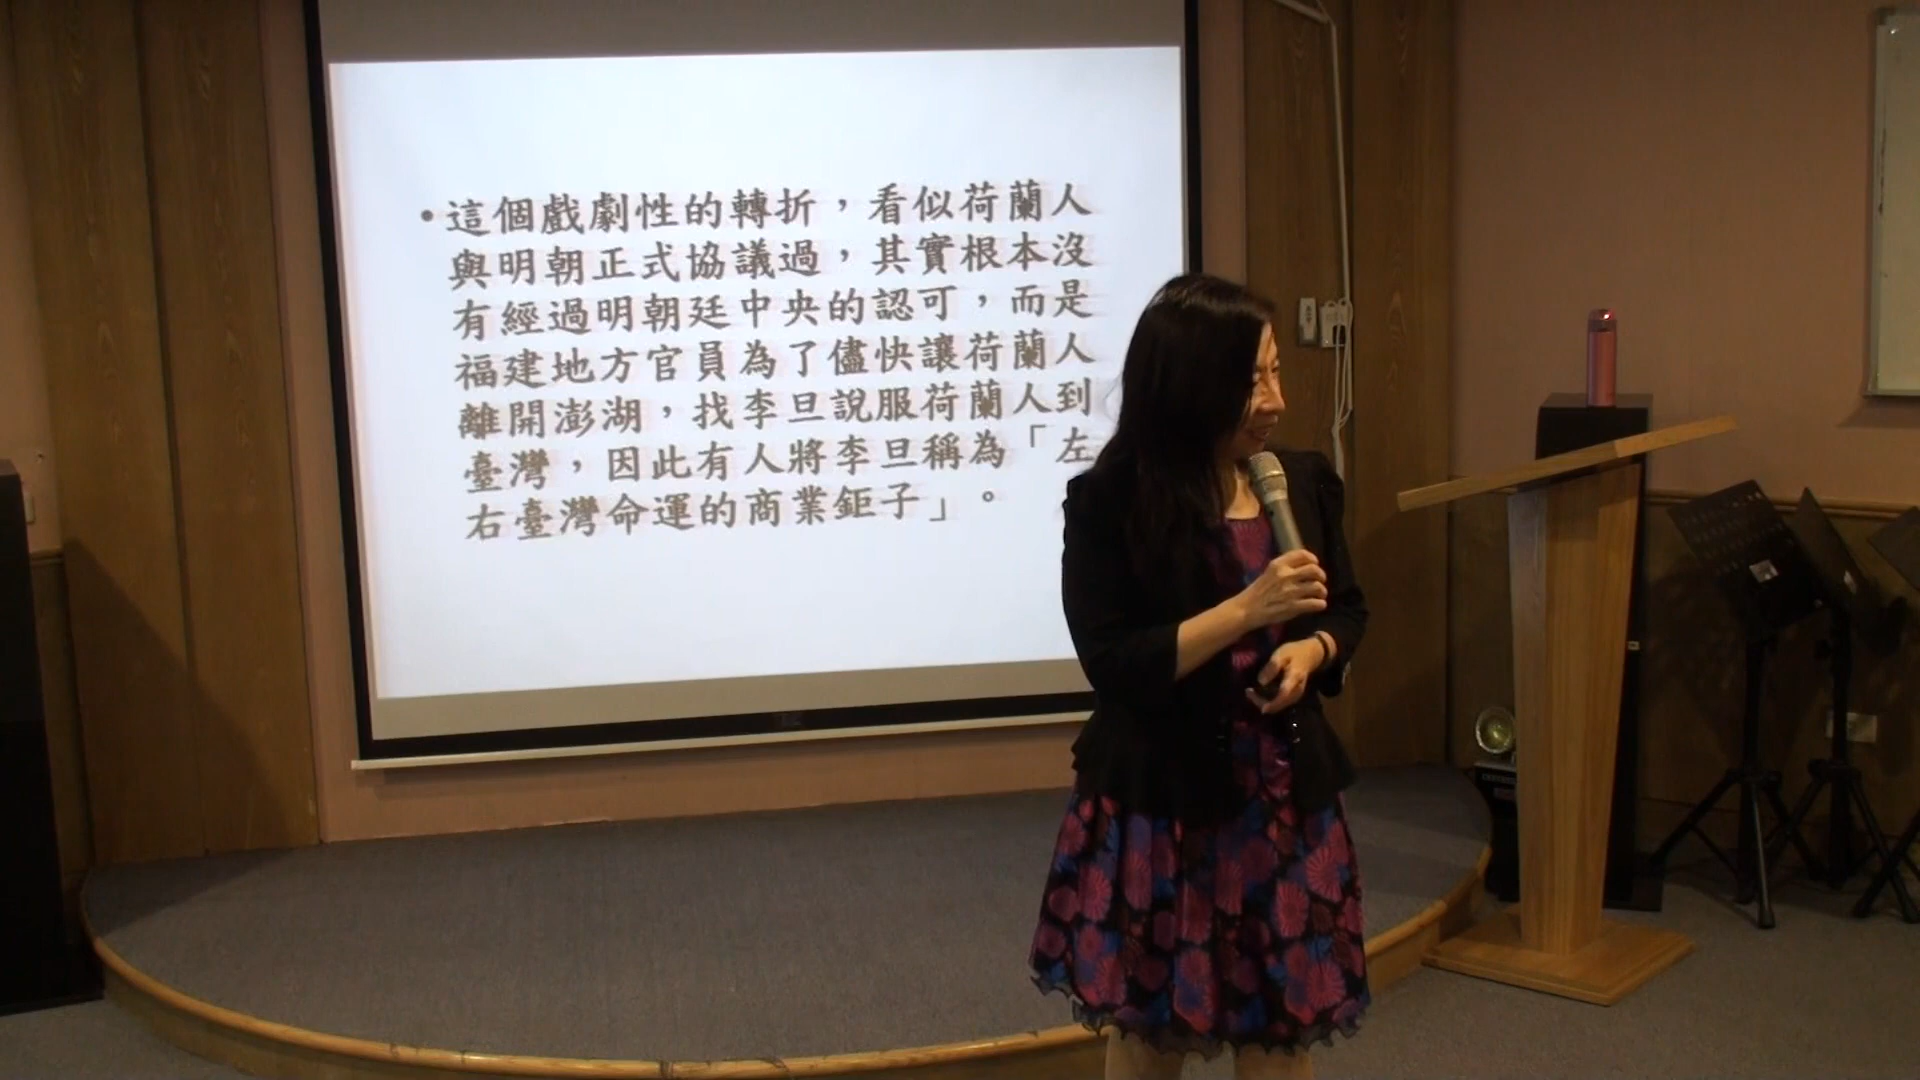 •這個戲劇性的轉折，看似荷蘭人
與明朝正式協議過，其實根本沒
有經過明朝廷中央的認可，而是
福建地方官員為了儘快讓荷蘭人
離開澎湖，找李旦說服荷蘭人到
臺灣，因此有人將李旦稱為「左
右臺灣命運的商業鉅子」。